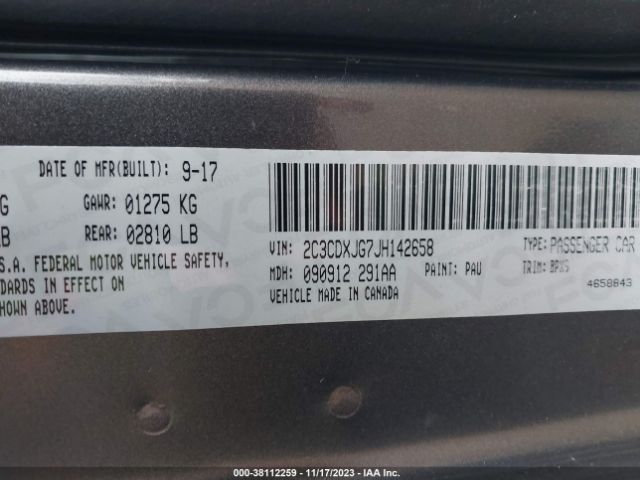 DATE OF MFR(BUILT): 9-17
G GAWR: 01275 KG
LB REAR: 02810 LB
S.A. FEDERAL MOTOR VEHICLE SAFETY,
DARDS IN EFFECT ON
SHOWN ABOVE.
VIN: 2C3CDXJG7JH142658
MDH: 090912 291AA PAINT: PAU
VEHICLE MADE IN CANADA
TYPE: PASSENGER CAR
TRIM: BPX5
4658843
000-38112259 - 11/17/2023 - IAA Inc.